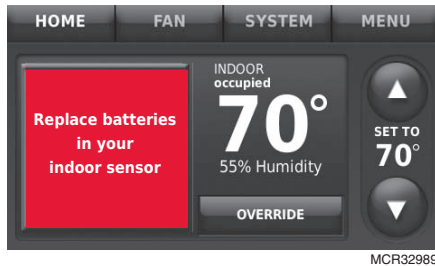 HOME FAN SYSTEM MENU
Replace batteries
in your
indoor sensor
INDOOR
occupied
70°
55% Humidity
OVERRIDE
SET TO
70°
MCR32989